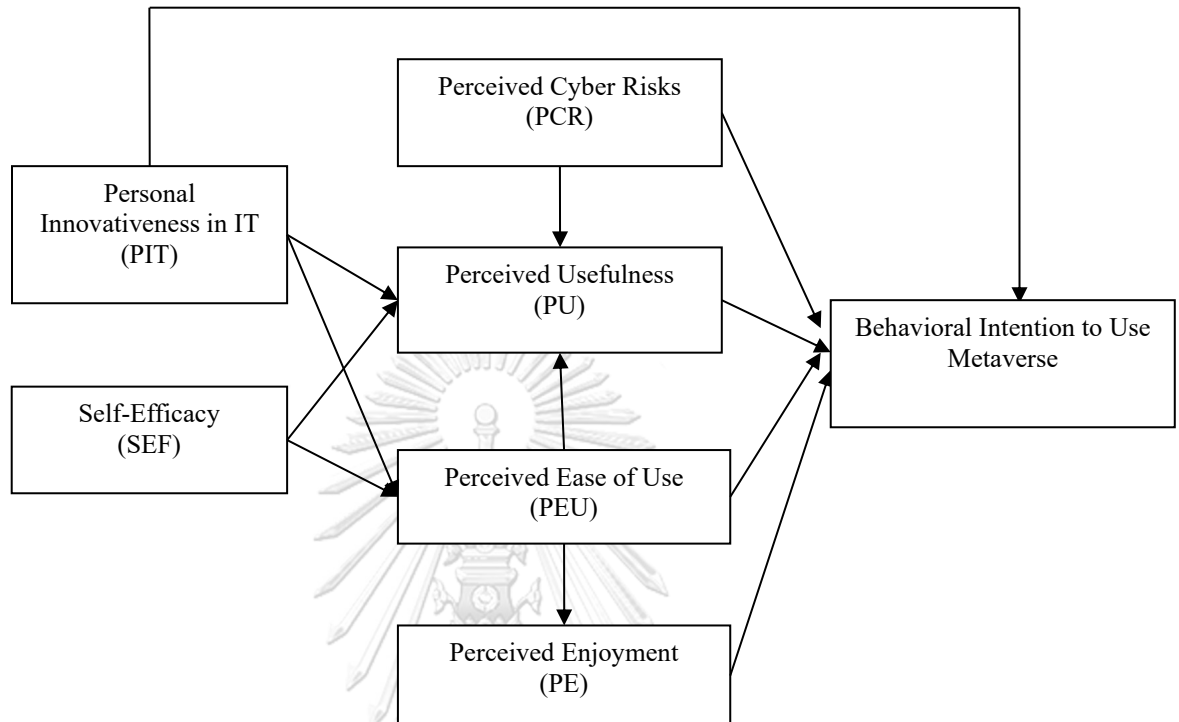 Perceived Cyber Risks
(PCR)
Personal
Innovativeness in IT
(PIT)
Perceived Usefulness
(PU)
Behavioral Intention to Use
Metaverse
Self-Efficacy
(SEF)
Perceived Ease of Use
(PEU)
Perceived Enjoyment
(PE)